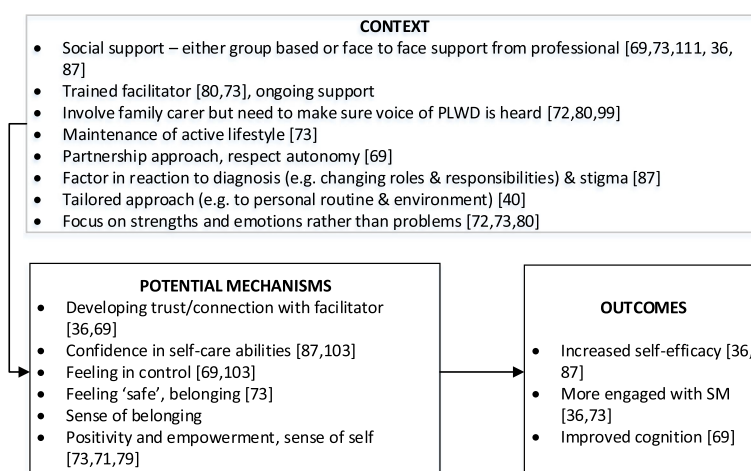 CONTEXT
• Social support – either group based or face to face support from professional [69,73,111, 36,
87]
• Trained facilitator [80,73], ongoing support
• Involve family carer but need to make sure voice of PLWD is heard [72,80,99]
• Maintenance of active lifestyle [73]
• Partnership approach, respect autonomy [69]
• Factor in reaction to diagnosis (e.g. changing roles & responsibilities) & stigma [87]
• Tailored approach (e.g. to personal routine & environment) [40]
• Focus on strengths and emotions rather than problems [72,73,80]
POTENTIAL MECHANISMS
• Developing trust/connection with facilitator
[36,69]
• Confidence in self-care abilities [87,103]
• Feeling in control [69,103]
• Feeling ‘safe’, belonging [73]
• Sense of belonging
• Positivity and empowerment, sense of self
[73,71,79]
OUTCOMES
• Increased self-efficacy [36,
87]
• More engaged with SM
[36,73]
• Improved cognition [69]